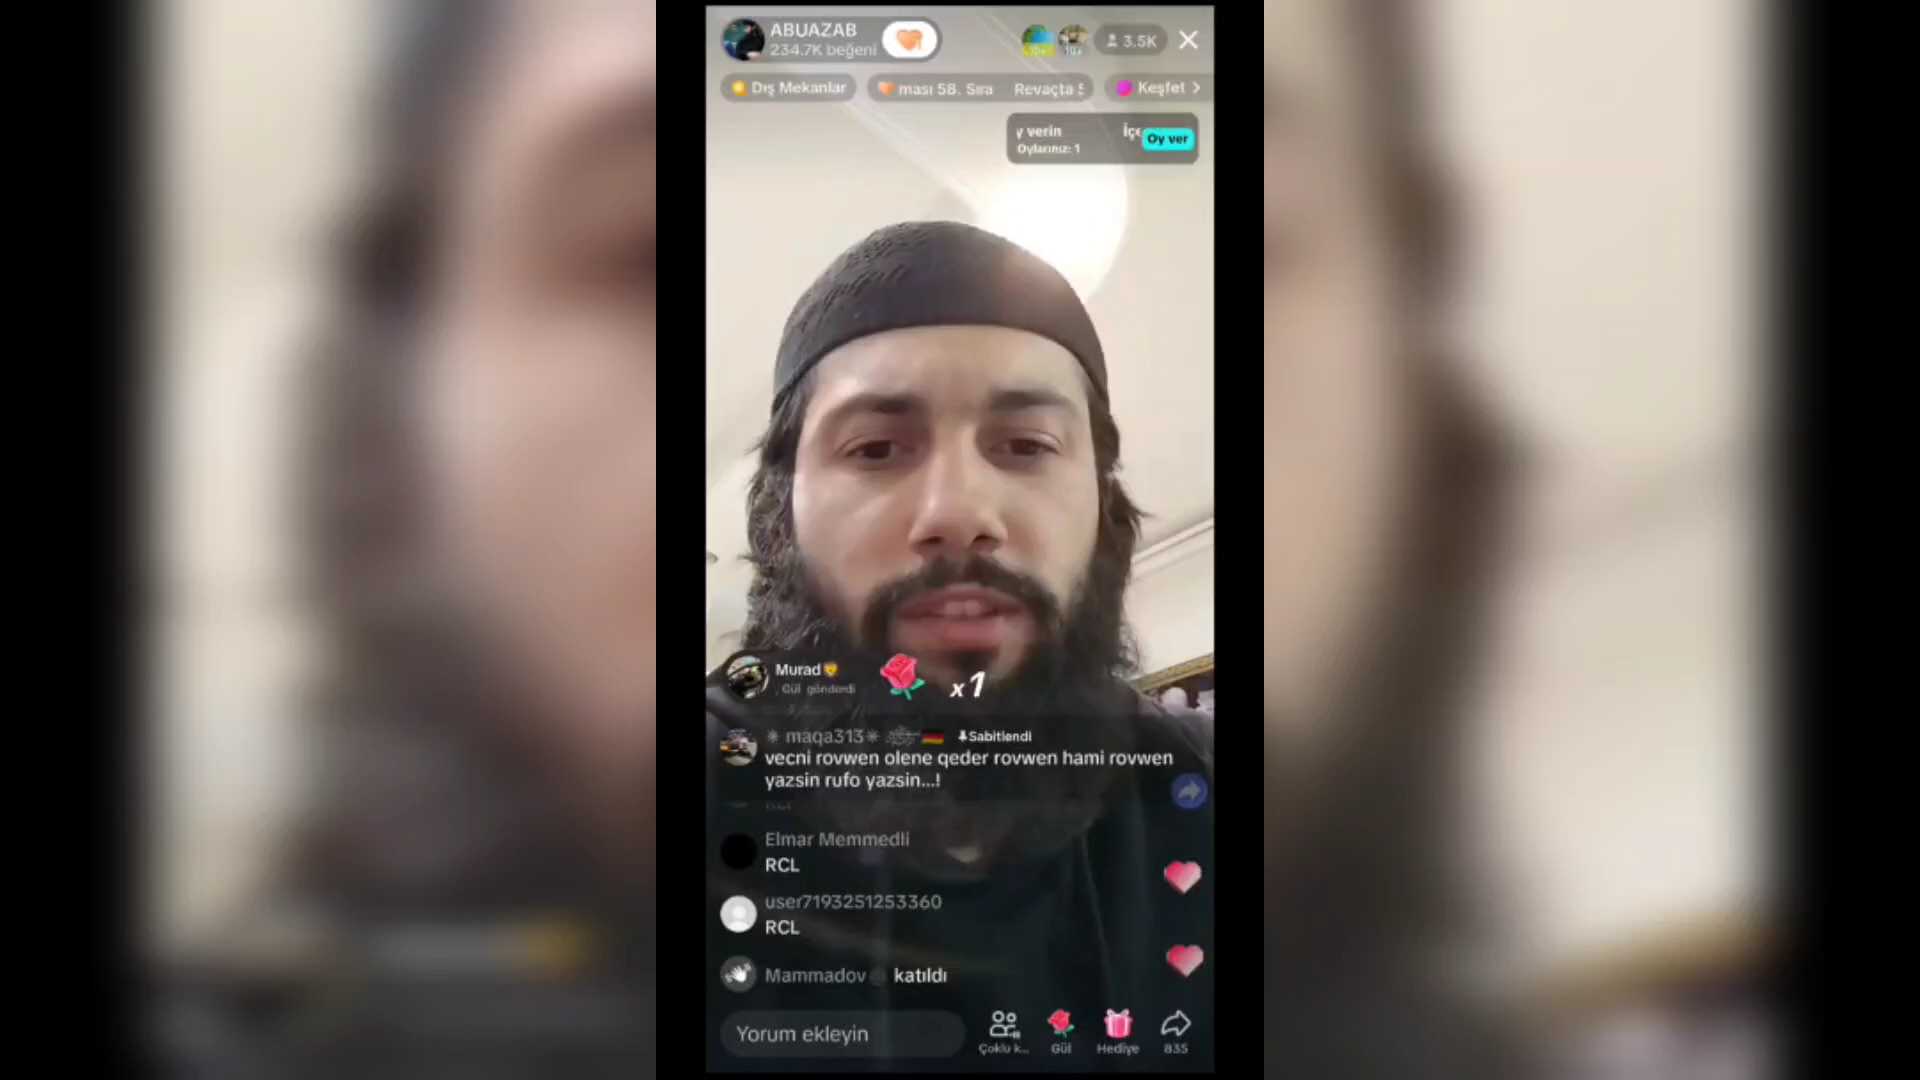 ABUAZAB
234.7K beğeni
3.5K
Dış Mekanlar
ması 58. Sıra Revaçta
Keşfet
y verin
Oylarınız: 1
Oy ver
Murad
Gül gönderdi
x1
maqa313
Sabitlendi
vecni rovwen olene qeder rovwen hami rovwen
yazsin rufo yazsin...!
Elmar Memmedli
RCL
user7193251253360
RCL
Mammadov katıldı
Yorum ekleyin
Çoklu k...
Gül
Hediye
835